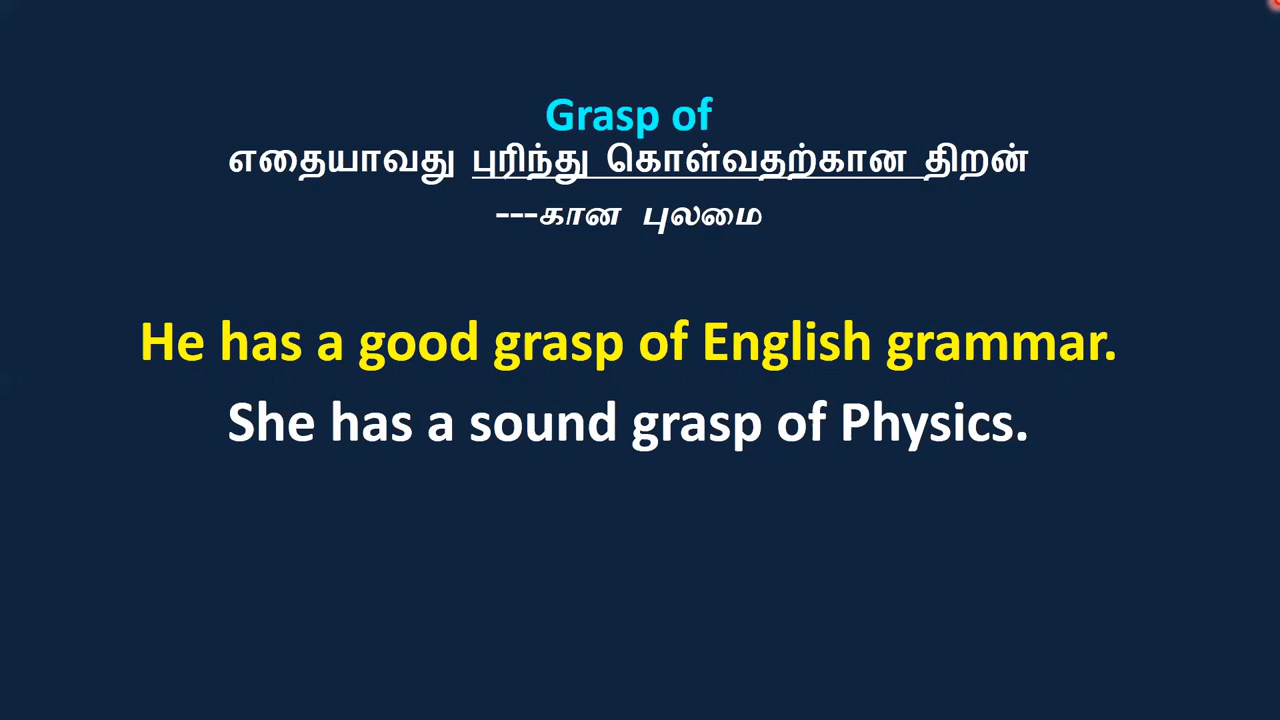 Grasp of
எதையாவது புரிந்து கொள்வதற்கான திறன்
---கான புலமை
He has a good grasp of English grammar.
She has a sound grasp of Physics.